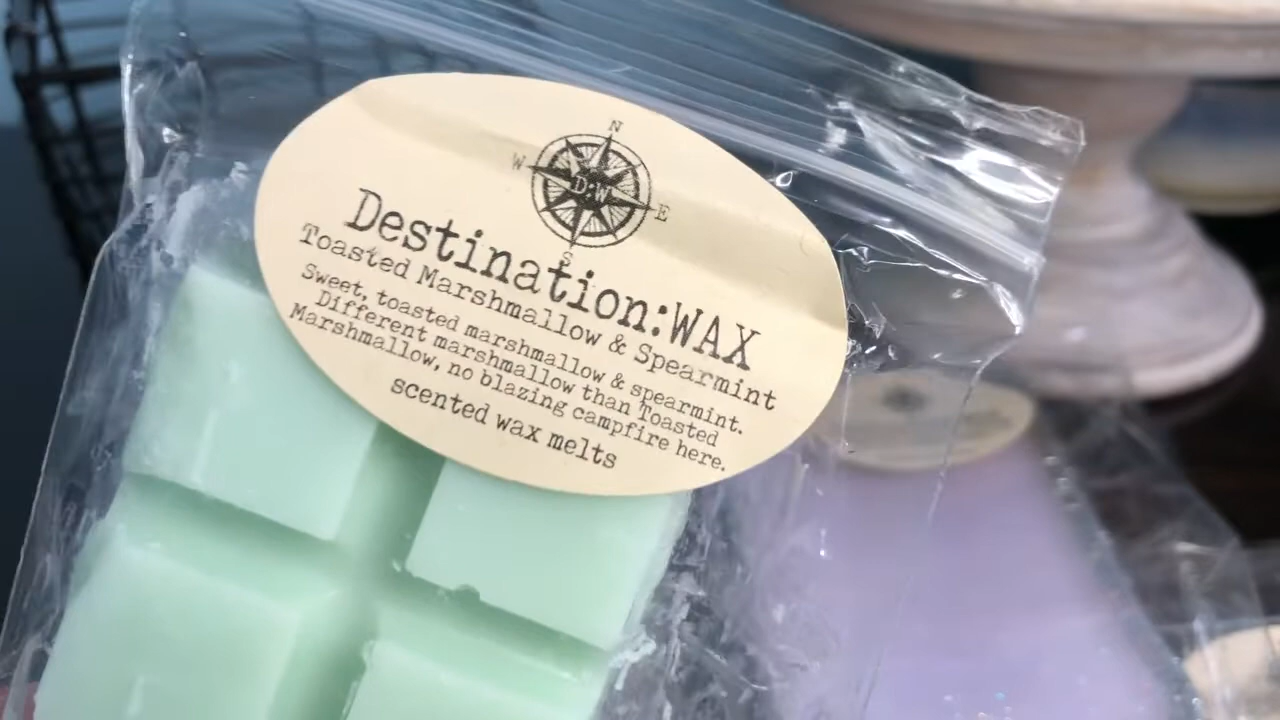 N
W
D:W
E
S
Destination:WAX
Toasted Marshmallow & Spearmint
Sweet, toasted marshmallow & spearmint.
Different marshmallow than Toasted
Marshmallow, no blazing campfire here.
scented wax melts